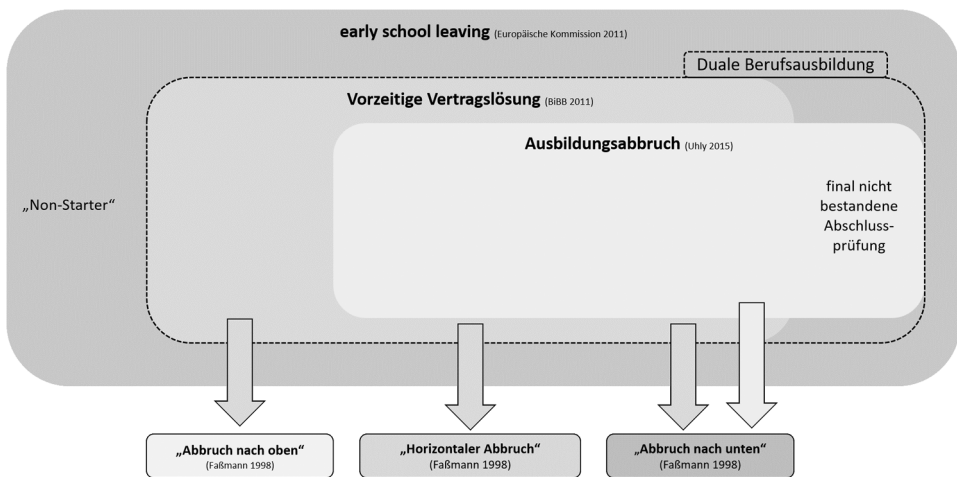 early school leaving (Europäische Kommission 2011)
Duale Berufsausbildung
Vorzeitige Vertragslösung (BiBB 2011)
Ausbildungsabbruch (Uhly 2015)
„Non-Starter“
final nicht
bestandene
Abschluss-
prüfung
„Abbruch nach oben“
(Faßmann 1998)
„Horizontaler Abbruch“
(Faßmann 1998)
„Abbruch nach unten“
(Faßmann 1998)